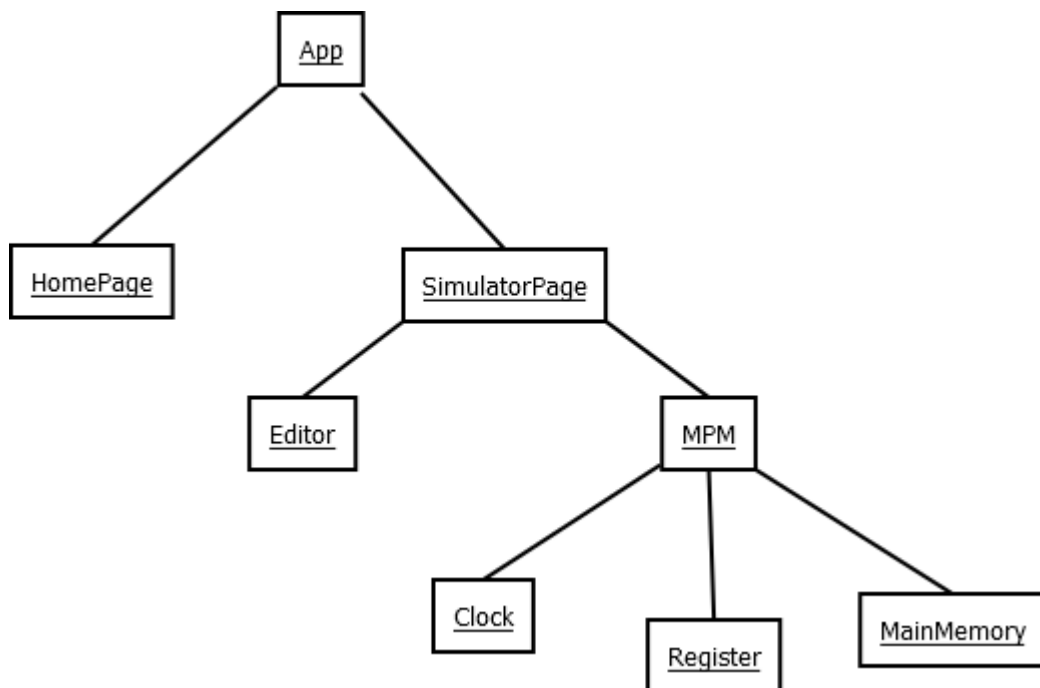 App
HomePage
SimulatorPage
Editor
MPM
Clock
Register
MainMemory